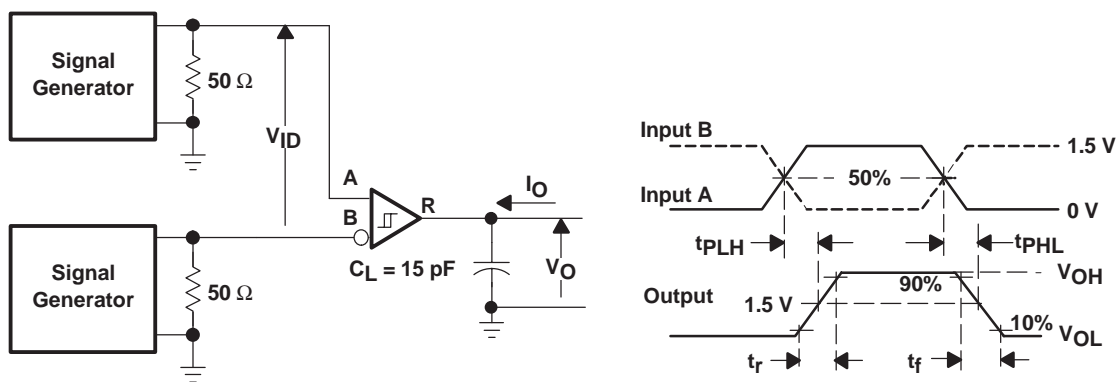 Signal
Generator
50 Ω
VID
A
B
R
IO
CL = 15 pF
VO
Signal
Generator
50 Ω
Input B
1.5 V
50%
Input A
0 V
tPLH
tPHL
VOH
90%
Output
1.5 V
10%
VOL
tr
tf